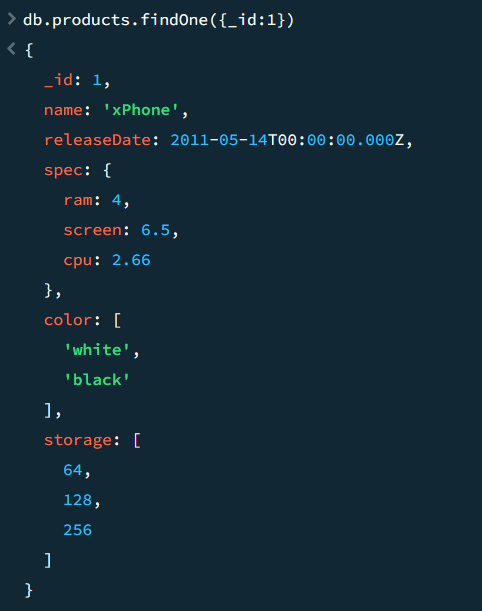 > db.products.findOne({_id:1})
< {
_id: 1,
name: 'xPhone',
releaseDate: 2011-05-14T00:00:00.000Z,
spec: {
ram: 4,
screen: 6.5,
cpu: 2.66
},
color: [
'white',
'black'
],
storage: [
64,
128,
256
]
}